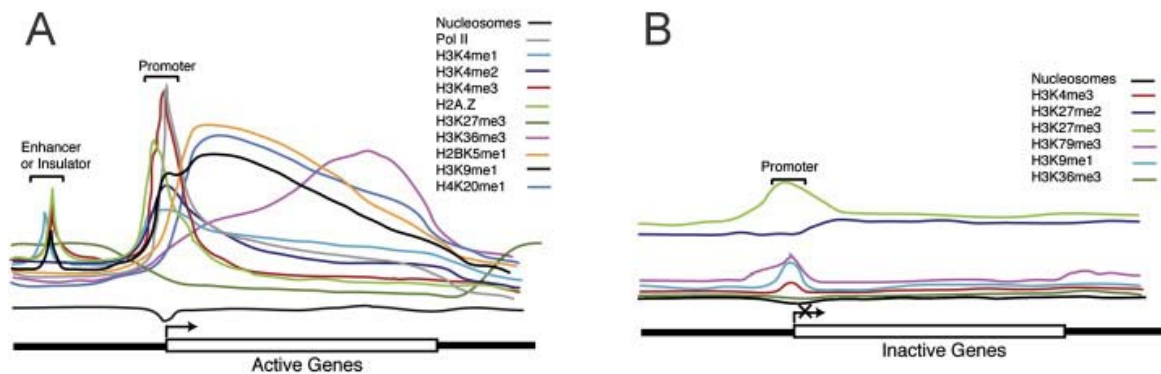 A
Promoter
Enhancer
or Insulator
Nucleosomes
Pol II
H3K4me1
H3K4me2
H3K4me3
H2A.Z
H3K27me3
H3K36me3
H2BK5me1
H3K9me1
H4K20me1
Active Genes
B
Promoter
Nucleosomes
H3K4me3
H3K27me2
H3K27me3
H3K79me3
H3K9me1
H3K36me3
Inactive Genes